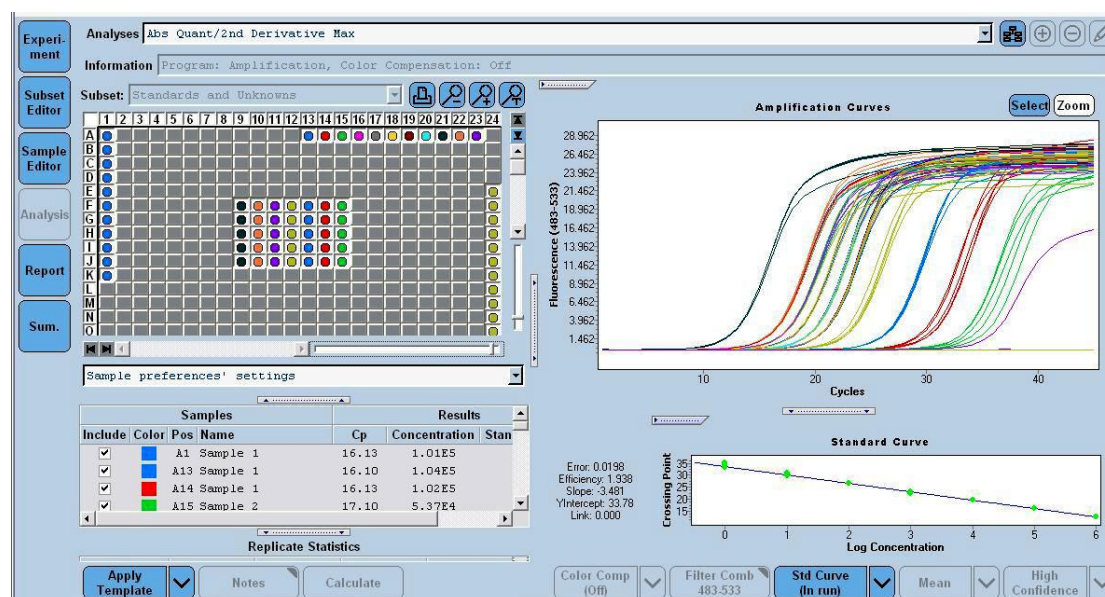 Experi-
ment
Subset
Editor
Sample
Editor
Analysis
Report
Sum.
Analyses Abs Quant/2nd Derivative Max
Information Program: Amplification, Color Compensation: Off
Subset: Standards and Unknowns
1 2 3 4 5 6 7 8 9 10 11 12 13 14 15 16 17 18 19 20 21 22 23 24
A
B
C
D
E
F
G
H
I
J
K
L
M
N
O
Sample preferences' settings
Samples Results
Include Color Pos Name Cp Concentration Stan
A1 Sample 1 16.13 1.01E5
A13 Sample 1 16.10 1.04E5
A14 Sample 1 16.13 1.02E5
A15 Sample 2 17.10 5.37E4
Replicate Statistics
Apply
Template
Notes
Calculate
Amplification Curves
Select Zoom
Fluorescence (483-533)
28.962
26.462
23.962
21.462
18.962
16.462
13.962
11.462
8.962
6.462
3.962
1.462
10 20 30 40
Cycles
Standard Curve
Error: 0.0198
Efficiency: 1.938
Slope: -3.481
YIntercept: 33.78
Link: 0.000
Crossing Point
35
30
25
20
15
0 1 2 3 4 5 6
Log Concentration
Color Comp
(Off)
Filter Comb
483-533
Std Curve
(In run)
Mean
High
Confidence